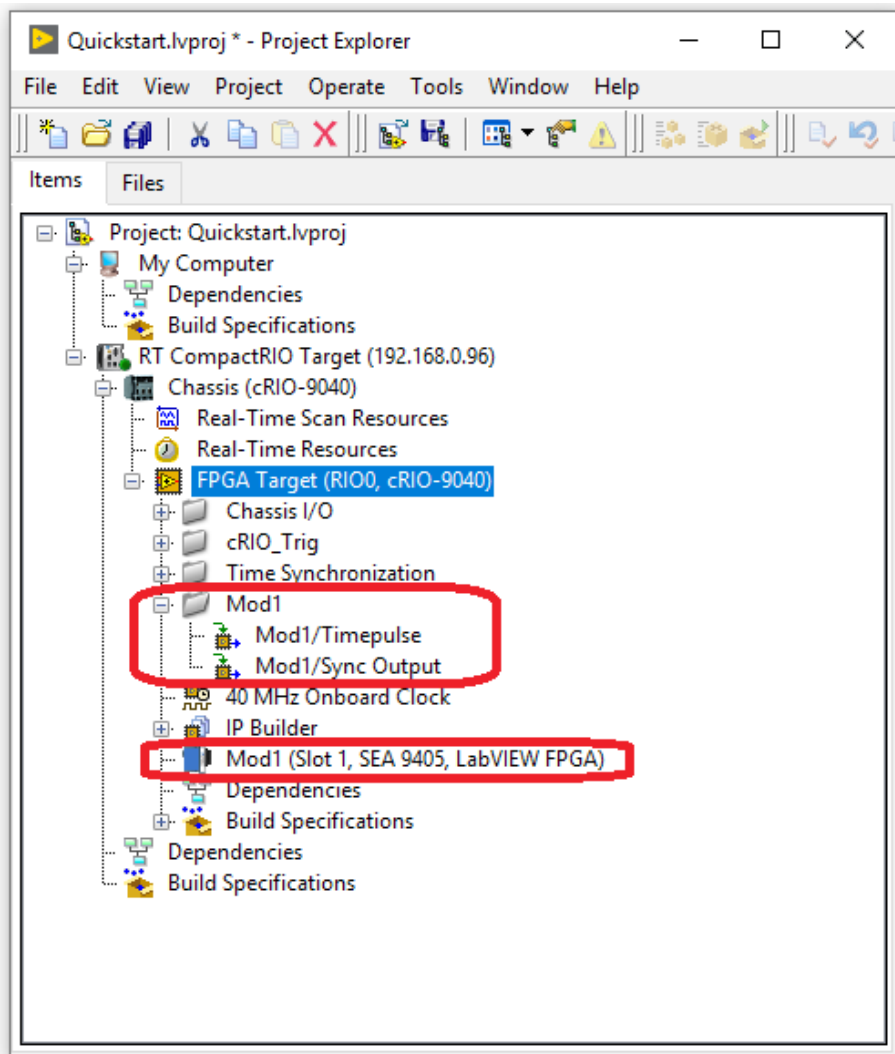 Quickstart.lvproj * - Project Explorer
File Edit View Project Operate Tools Window Help
Items Files
Project: Quickstart.lvproj
My Computer
Dependencies
Build Specifications
RT CompactRIO Target (192.168.0.96)
Chassis (cRIO-9040)
Real-Time Scan Resources
Real-Time Resources
FPGA Target (RIO0, cRIO-9040)
Chassis I/O
cRIO_Trig
Time Synchronization
Mod1
Mod1/Timepulse
Mod1/Sync Output
40 MHz Onboard Clock
IP Builder
Mod1 (Slot 1, SEA 9405, LabVIEW FPGA)
Dependencies
Build Specifications
Dependencies
Build Specifications